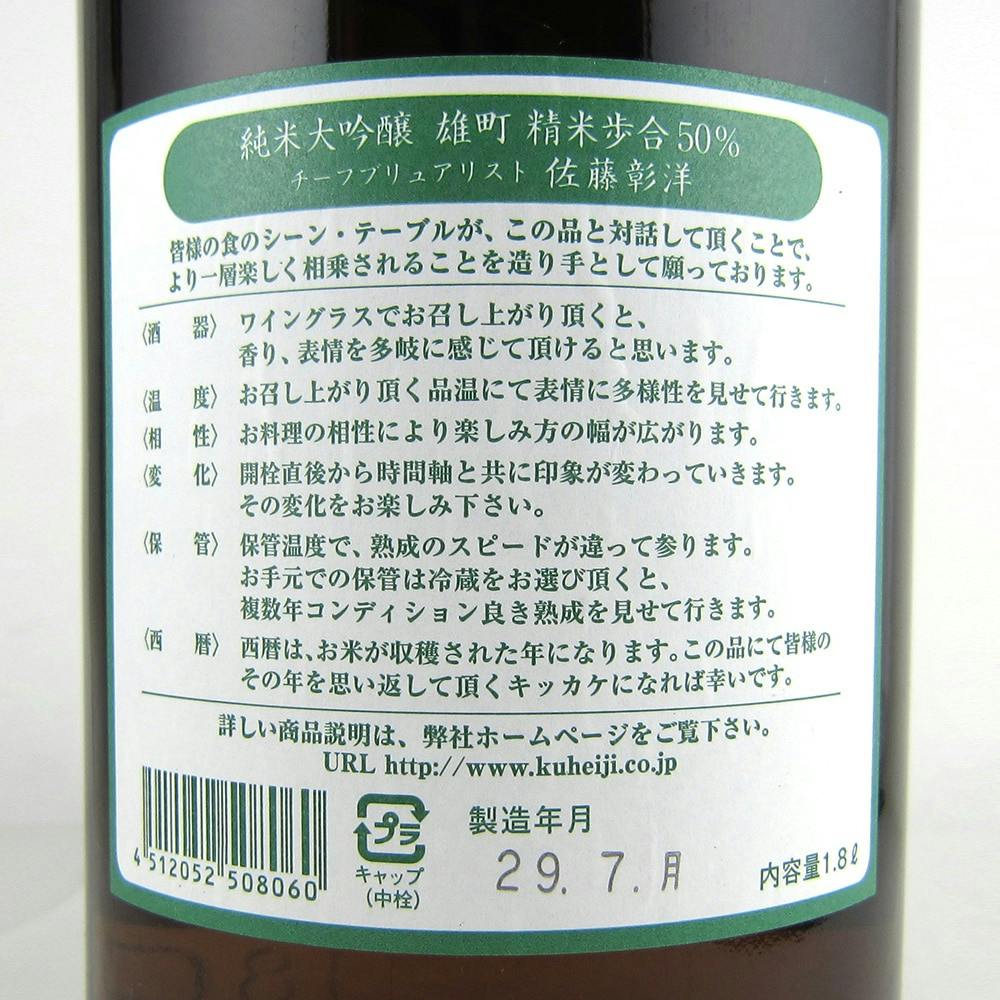 純米大吟醸 雄町 精米歩合50%
チーフブリュアリスト 佐藤彰洋
皆様の食のシーン・テーブルが、この品と対話して頂くことで、
より一層楽しく相乗されることを造り手として願っております。
〈酒 器〉 ワイングラスでお召し上がり頂くと、
香り、表情を多岐に感じて頂けると思います。
〈温 度〉 お召し上がり頂く品温にて表情に多様性を見せて行きます。
〈相 性〉 お料理の相性により楽しみ方の幅が広がります。
〈変 化〉 開栓直後から時間軸と共に印象が変わっていきます。
その変化をお楽しみ下さい。
〈保 管〉 保管温度で、熟成のスピードが違って参ります。
お手元での保管は冷蔵をお選び頂くと、
複数年コンディション良き熟成を見せて行きます。
〈西 暦〉 西暦は、お米が収穫された年になります。この品にて皆様の
その年を思い返して頂くキッカケになれば幸いです。
詳しい商品説明は、弊社ホームページをご覧下さい。
URL http://www.kuheiji.co.jp
4 512052 508060
プラ
キャップ
(中栓)
製造年月
29. 7. 月
内容量1.8ℓ